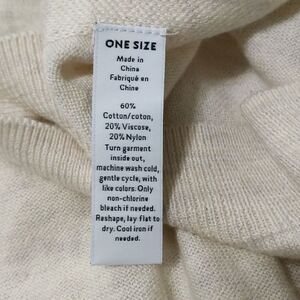 ONE SIZE
Made in
China
Fabriqué en
Chine
60%
Cotton/coton,
20% Viscose,
20% Nylon
Turn garment
inside out,
machine wash cold,
gentle cycle, with
like colors. Only
non-chlorine
bleach if needed.
Reshape, lay flat to
dry. Cool iron if
needed.